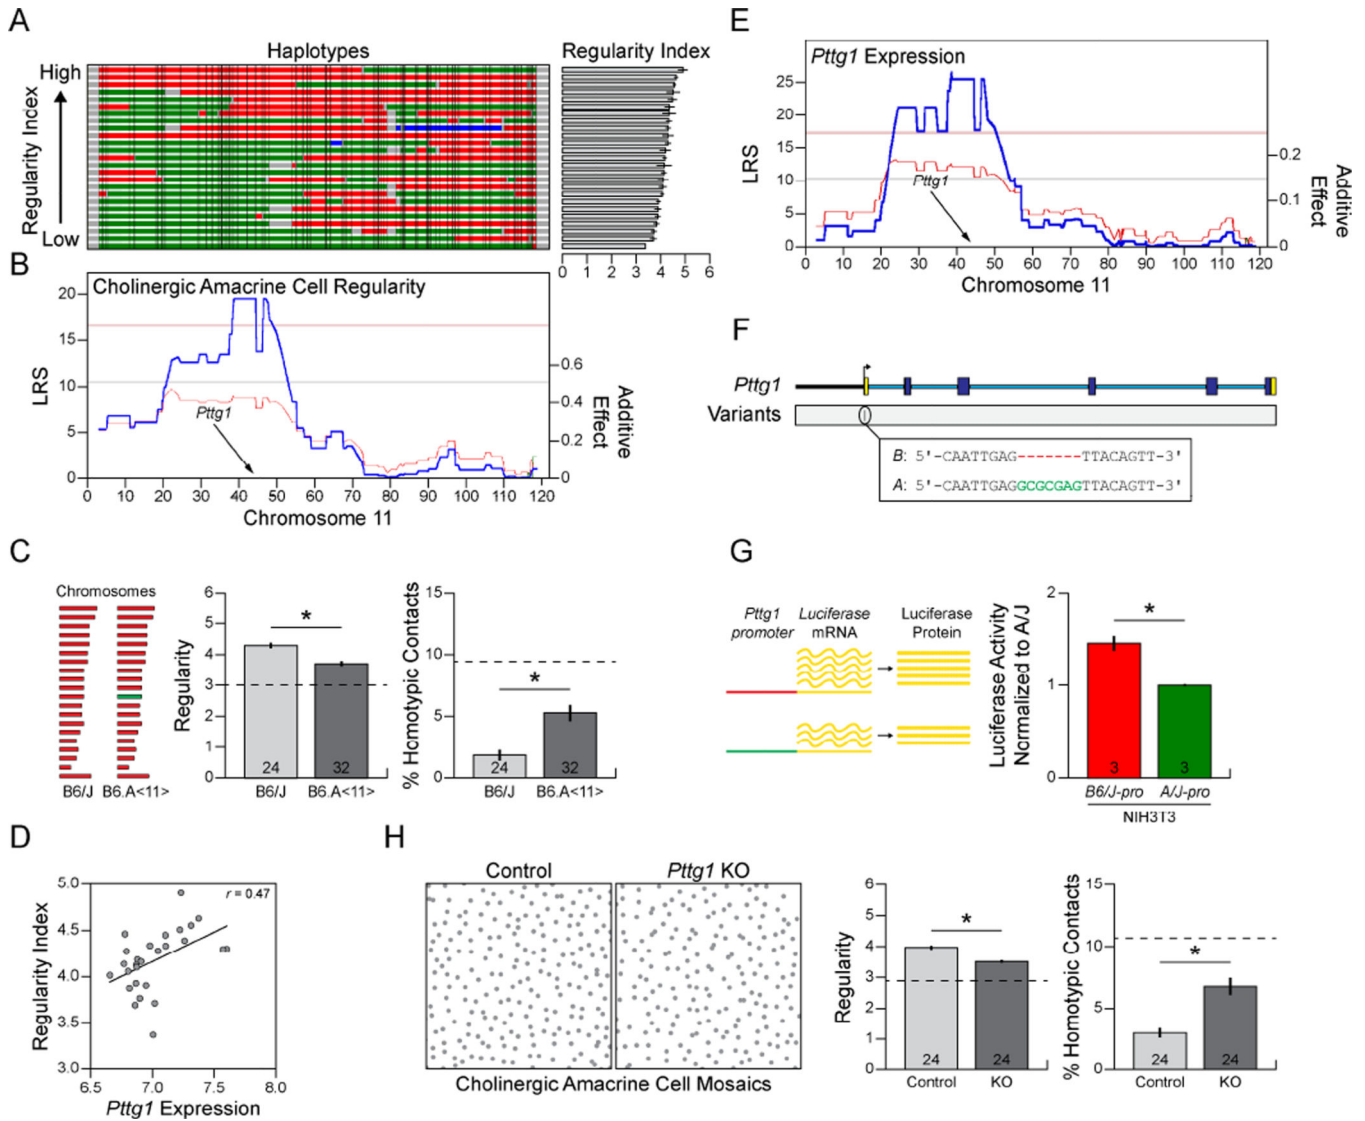 A
Haplotypes
Regularity Index
High
Regularity Index
Low
0 1 2 3 4 5 6
B
Cholinergic Amacrine Cell Regularity
20
15
10
5
0
LRS
0.6
0.4
0.2
0
Additive Effect
Pttg1
0 10 20 30 40 50 60 70 80 90 100 110 120
Chromosome 11
C
Chromosomes
B6/J B6.A<11>
Regularity
6
5
4
3
2
1
0
*
24 32
B6/J B6.A<11>
% Homotypic Contacts
15
10
5
0
*
24 32
B6/J B6.A<11>
D
Regularity Index
5.0
4.5
4.0
3.5
3.0
r = 0.47
6.5 7.0 7.5 8.0
Pttg1 Expression
E
Pttg1 Expression
LRS
25
20
15
10
5
0
0.2
0.1
0
Additive Effect
Pttg1
0 10 20 30 40 50 60 70 80 90 100 110 120
Chromosome 11
F
Pttg1
Variants
B: 5'-CAATTGAG-------TTACAGTT-3'
A: 5'-CAATTGAGGCGCGAGTTACAGTT-3'
G
Pttg1 promoter
Luciferase mRNA
Luciferase Protein
Luciferase Activity
Normalized to A/J
2
1
0
*
3 3
B6/J-pro A/J-pro
NIH3T3
H
Control
Pttg1 KO
Cholinergic Amacrine Cell Mosaics
Regularity
6
5
4
3
2
1
0
*
24 24
Control KO
% Homotypic Contacts
15
10
5
0
*
24 24
Control KO